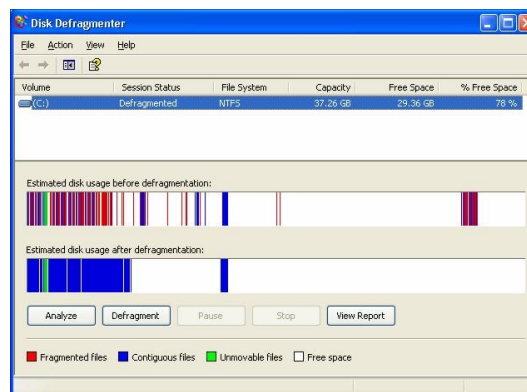 Disk Defragmenter
File Action View Help
Volume Session Status File System Capacity Free Space % Free Space
(C:) Defragmented NTFS 37.26 GB 29.36 GB 78 %
Estimated disk usage before defragmentation:
Estimated disk usage after defragmentation:
Analyze Defragment Pause Stop View Report
Fragmented files Contiguous files Unmovable files Free space